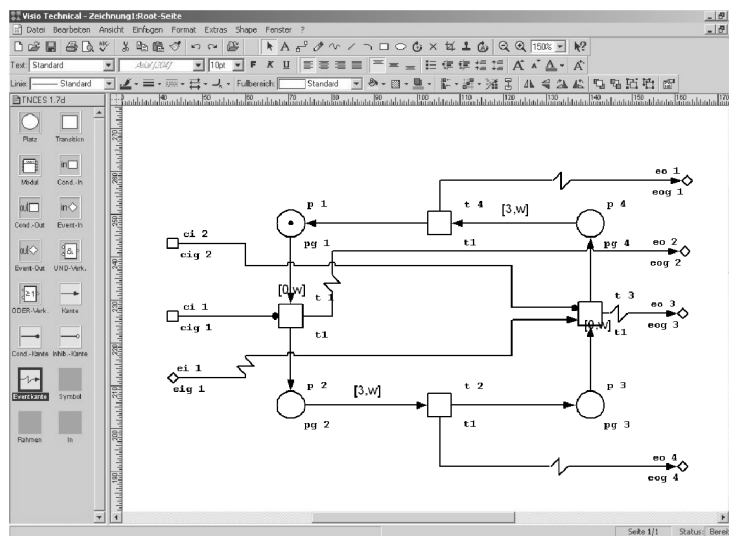 Visio Technical - Zeichnung1:Root-Seite
Datei Bearbeiten Ansicht Einfügen Format Extras Shape Fenster ?
150%
Text: Standard Arial (204) 10pt F K U
Linie: Standard Füllbereich: Standard
TNCES 1.7d
Platz Transition
Modul Cond.-In
Cond.-Out Event-In
Event-Out UND-Verk.
ODER-Verk. Kante
Cond.-Kante Inhib.-Kante
Eventkante Symbol
Rahmen In
eo 1
eog 1
p 1
t 4
[3,w]
p 4
ci 2
pg 1
t1
pg 4
eo 2
cig 2
eog 2
[0,w]
t 1
t 3
ci 1
eo 3
cig 1
t1
[0,w]
t1
eog 3
ei 1
eig 1
p 2
[3,w]
t 2
p 3
pg 2
t1
pg 3
eo 4
eog 4
Seite 1/1 Status: Bereit